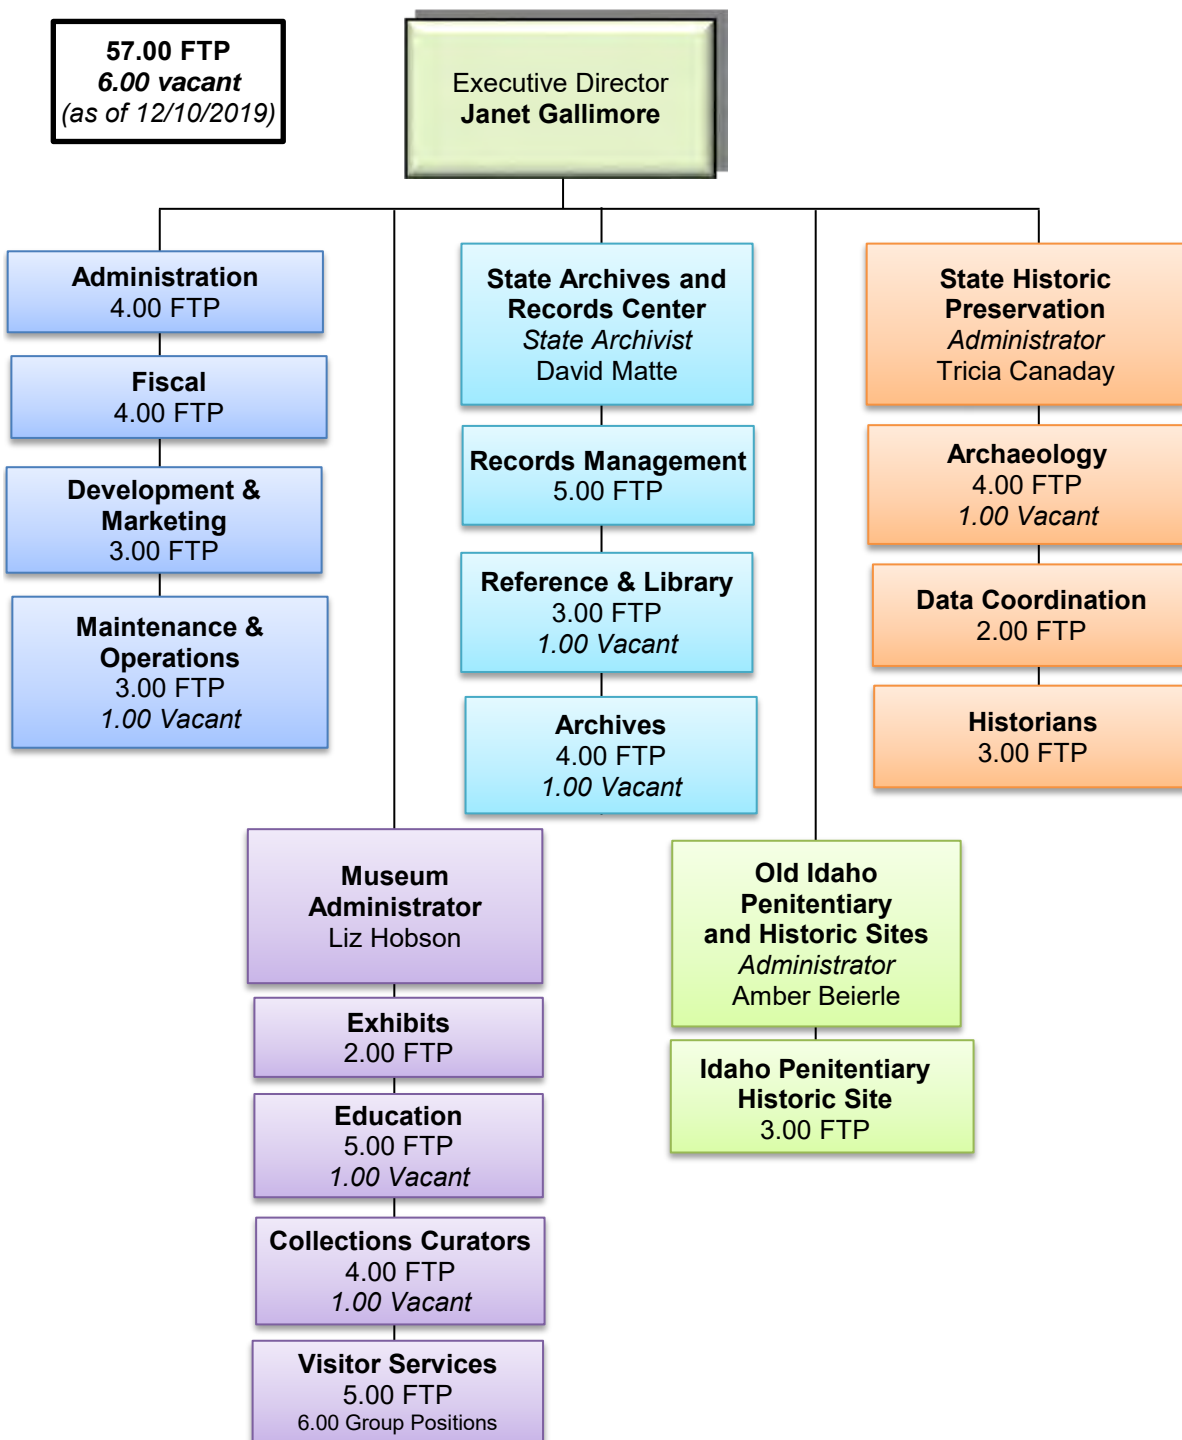 57.00 FTP
6.00 vacant
(as of 12/10/2019)
Executive Director
Janet Gallimore
Administration
4.00 FTP
Fiscal
4.00 FTP
Development &
Marketing
3.00 FTP
Maintenance &
Operations
3.00 FTP
1.00 Vacant
State Archives and
Records Center
State Archivist
David Matte
Records Management
5.00 FTP
Reference & Library
3.00 FTP
1.00 Vacant
Archives
4.00 FTP
1.00 Vacant
State Historic
Preservation
Administrator
Tricia Canaday
Archaeology
4.00 FTP
1.00 Vacant
Data Coordination
2.00 FTP
Historians
3.00 FTP
Museum
Administrator
Liz Hobson
Exhibits
2.00 FTP
Education
5.00 FTP
1.00 Vacant
Collections Curators
4.00 FTP
1.00 Vacant
Visitor Services
5.00 FTP
6.00 Group Positions
Old Idaho
Penitentiary
and Historic Sites
Administrator
Amber Beierle
Idaho Penitentiary
Historic Site
3.00 FTP